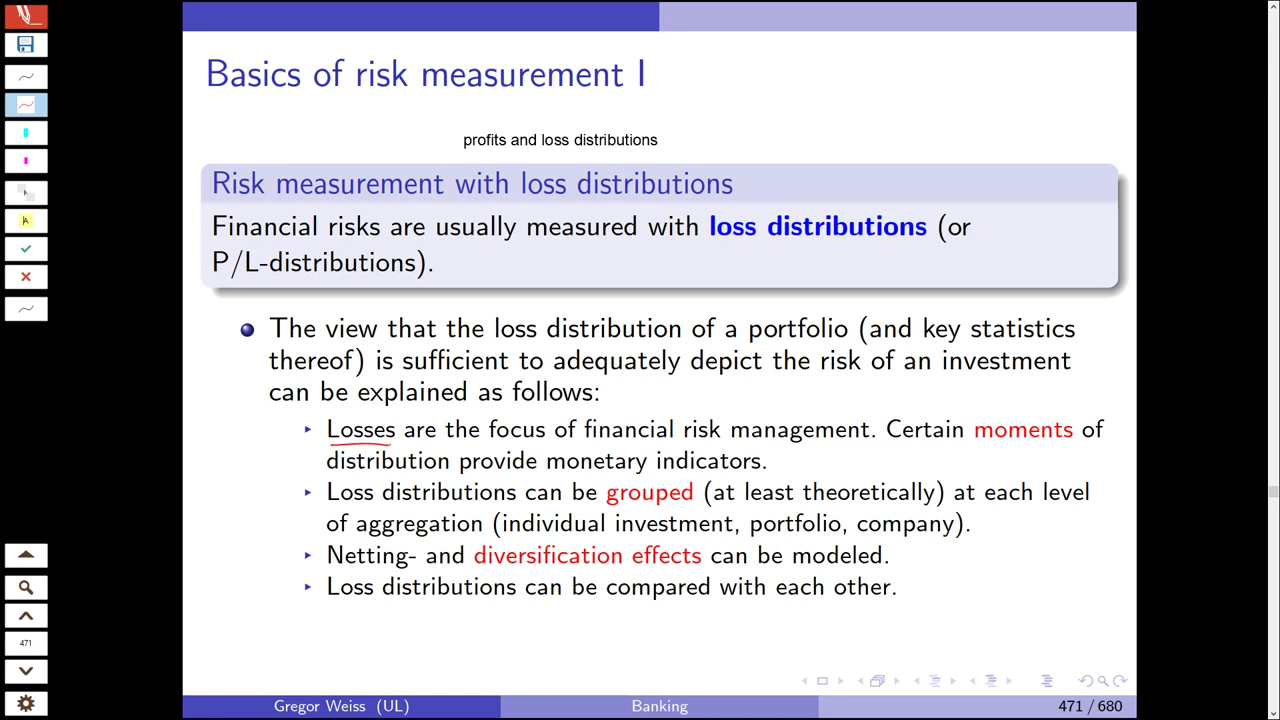 Basics of risk measurement I
profits and loss distributions
Risk measurement with loss distributions
Financial risks are usually measured with loss distributions (or
P/L-distributions).
The view that the loss distribution of a portfolio (and key statistics
thereof) is sufficient to adequately depict the risk of an investment
can be explained as follows:
Losses are the focus of financial risk management. Certain moments of
distribution provide monetary indicators.
Loss distributions can be grouped (at least theoretically) at each level
of aggregation (individual investment, portfolio, company).
Netting- and diversification effects can be modeled.
Loss distributions can be compared with each other.
471
Gregor Weiss (UL) Banking 471 / 680